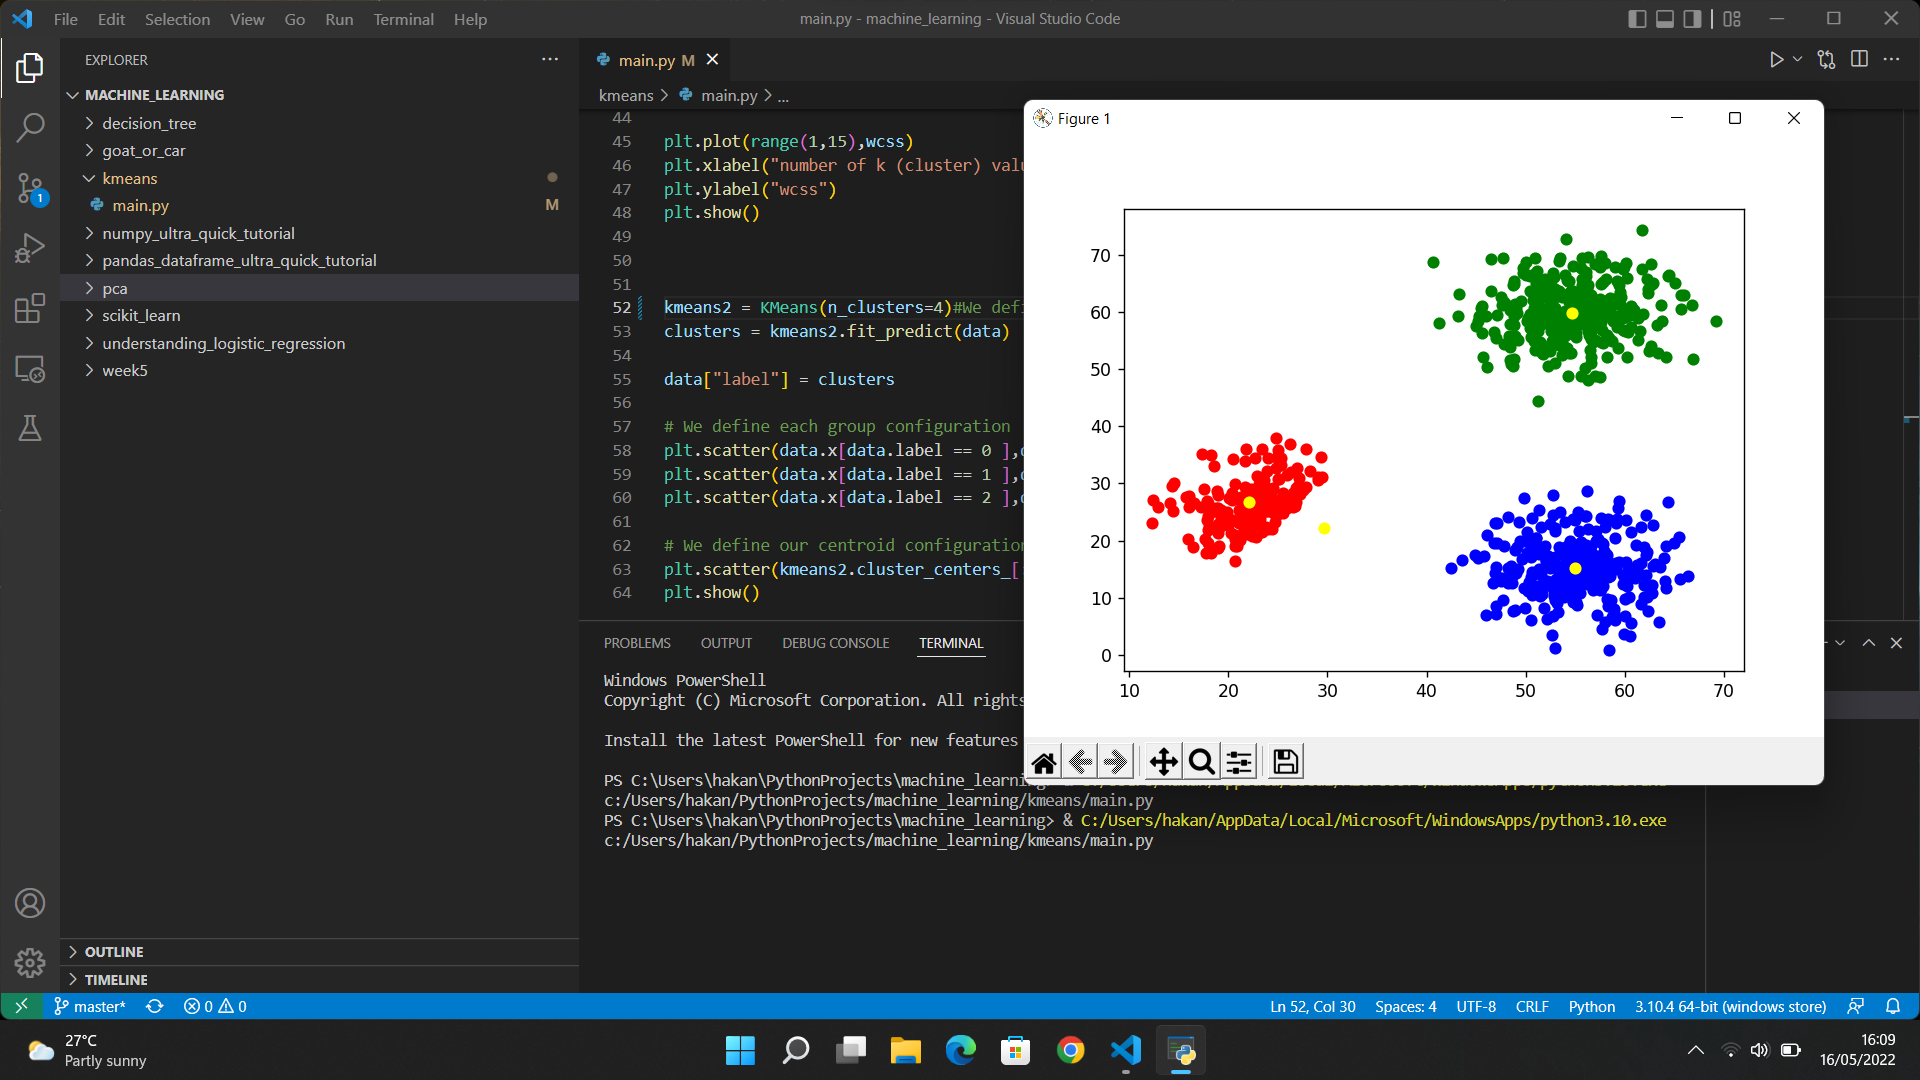 File Edit Selection View Go Run Terminal Help
main.py - machine_learning - Visual Studio Code
EXPLORER
MACHINE_LEARNING
decision_tree
goat_or_car
kmeans
main.py M
numpy_ultra_quick_tutorial
pandas_dataframe_ultra_quick_tutorial
pca
scikit_learn
understanding_logistic_regression
week5
OUTLINE
TIMELINE
1
main.py M
kmeans > main.py > ...
44
45 plt.plot(range(1,15),wcss)
46 plt.xlabel("number of k (cluster) valu
47 plt.ylabel("wcss")
48 plt.show()
49
50
51
52 kmeans2 = KMeans(n_clusters=4)#We defi
53 clusters = kmeans2.fit_predict(data)
54
55 data["label"] = clusters
56
57 # We define each group configuration
58 plt.scatter(data.x[data.label == 0 ],
59 plt.scatter(data.x[data.label == 1 ],
60 plt.scatter(data.x[data.label == 2 ],
61
62 # We define our centroid configuration
63 plt.scatter(kmeans2.cluster_centers_[
64 plt.show()
Figure 1
70
60
50
40
30
20
10
0
10 20 30 40 50 60 70
PROBLEMS OUTPUT DEBUG CONSOLE TERMINAL
Windows PowerShell
Copyright (C) Microsoft Corporation. All rights
Install the latest PowerShell for new features
PS C:\Users\hakan\PythonProjects\machine_learning
c:/Users/hakan/PythonProjects/machine_learning/kmeans/main.py
PS C:\Users\hakan\PythonProjects\machine_learning> & C:/Users/hakan/AppData/Local/Microsoft/WindowsApps/python3.10.exe
c:/Users/hakan/PythonProjects/machine_learning/kmeans/main.py
master* 0 0
Ln 52, Col 30 Spaces: 4 UTF-8 CRLF Python 3.10.4 64-bit (windows store)
27°C
Partly sunny
16:09
16/05/2022